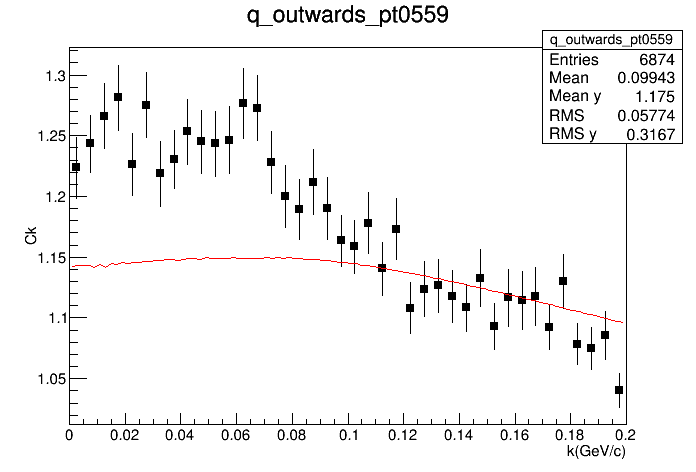 q_outwards_pt0559
q_outwards_pt0559
Entries 6874
Mean 0.09943
Mean y 1.175
RMS 0.05774
RMS y 0.3167
Ck
1.3
1.25
1.2
1.15
1.1
1.05
0 0.02 0.04 0.06 0.08 0.1 0.12 0.14 0.16 0.18 0.2
k(GeV/c)